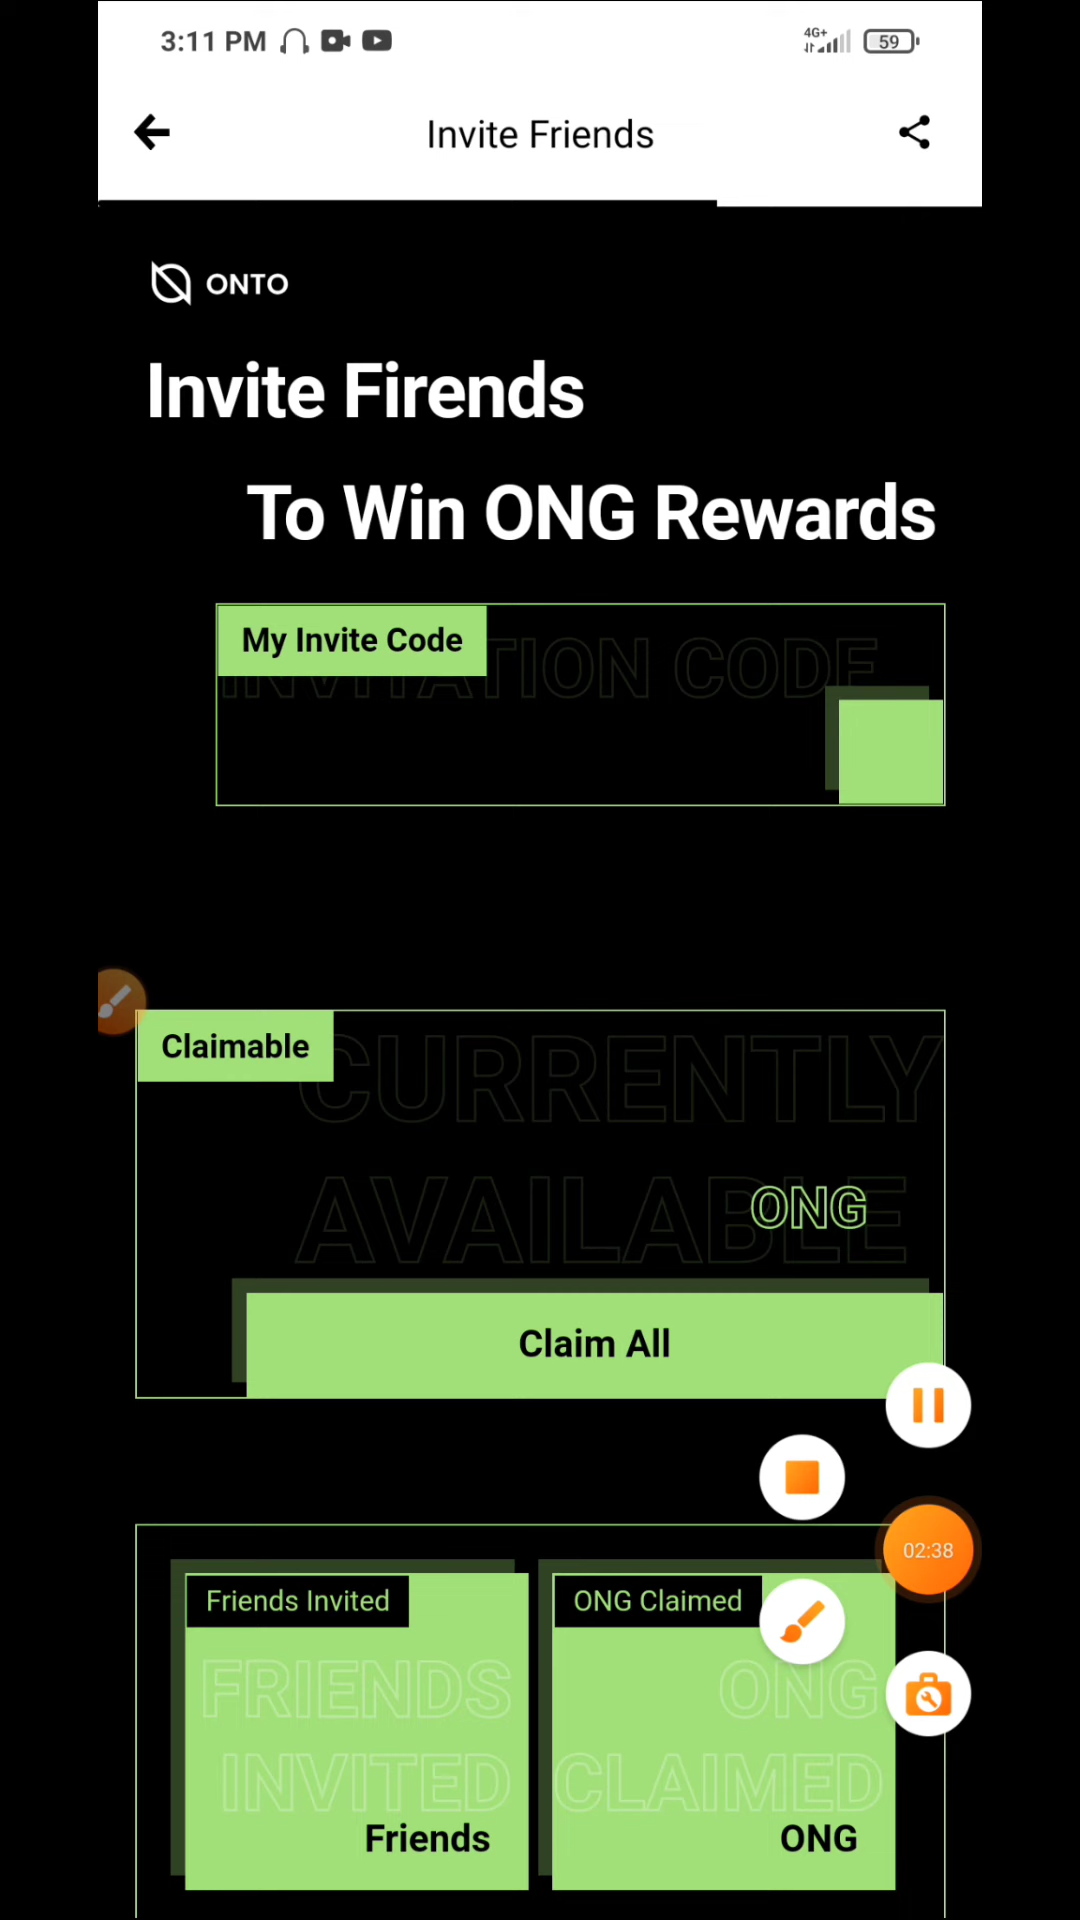 3:11 PM 4G+ 59
Invite Friends
ONTO
Invite Firends
To Win ONG Rewards
My Invite Code
INVITATION CODE
Claimable
CURRENTLY
AVAILABLE
ONG
Claim All
02:38
Friends Invited
ONG Claimed
FRIENDS
INVITED
ONG
CLAIMED
Friends
ONG